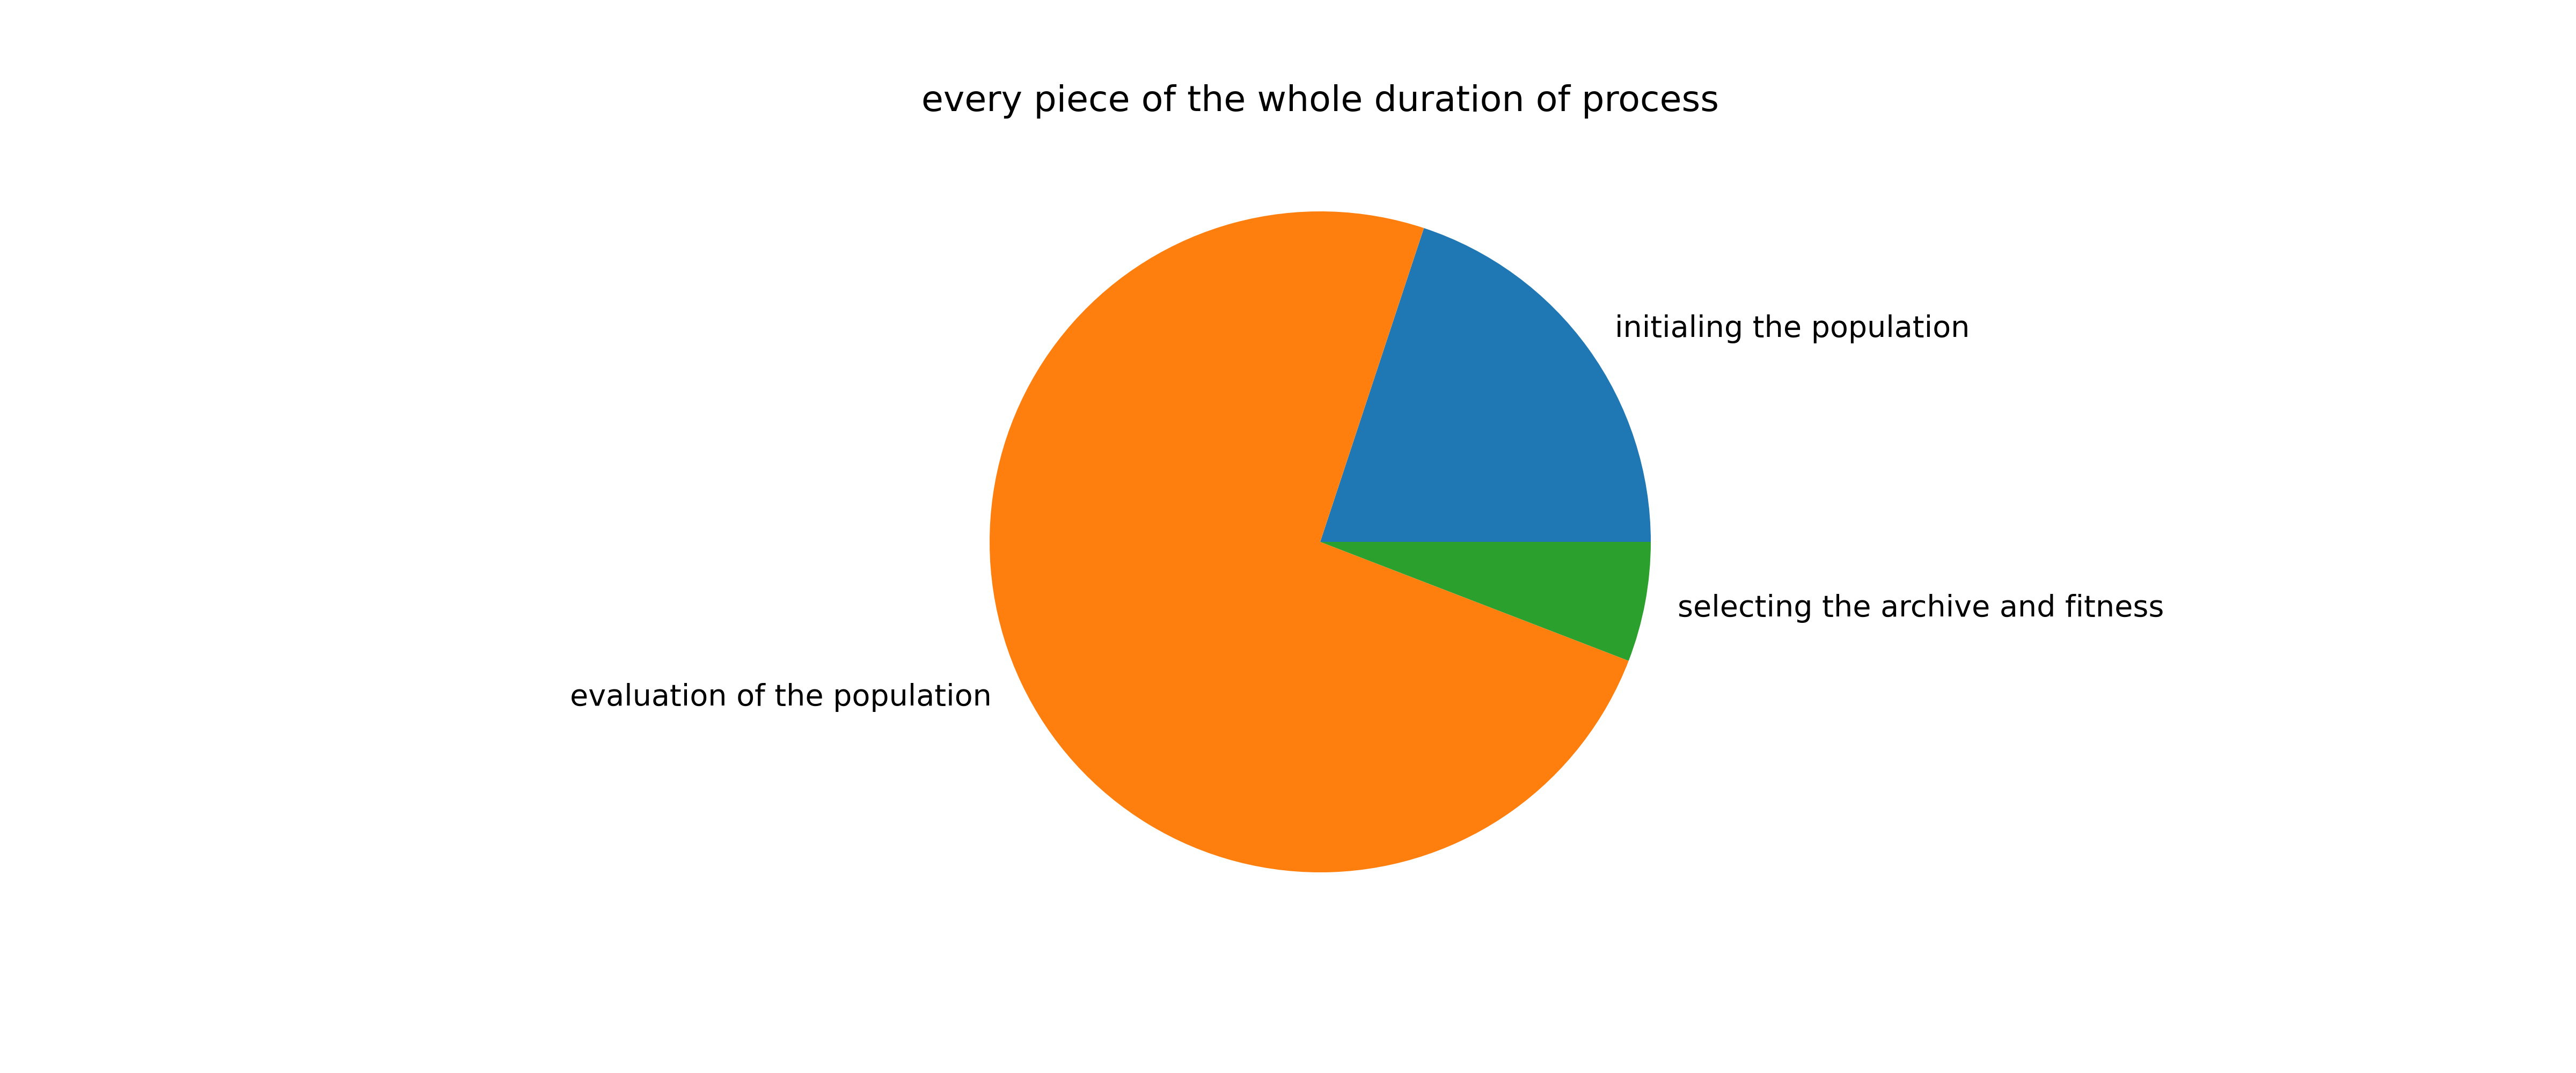 every piece of the whole duration of process
initialing the population
selecting the archive and fitness
evaluation of the population